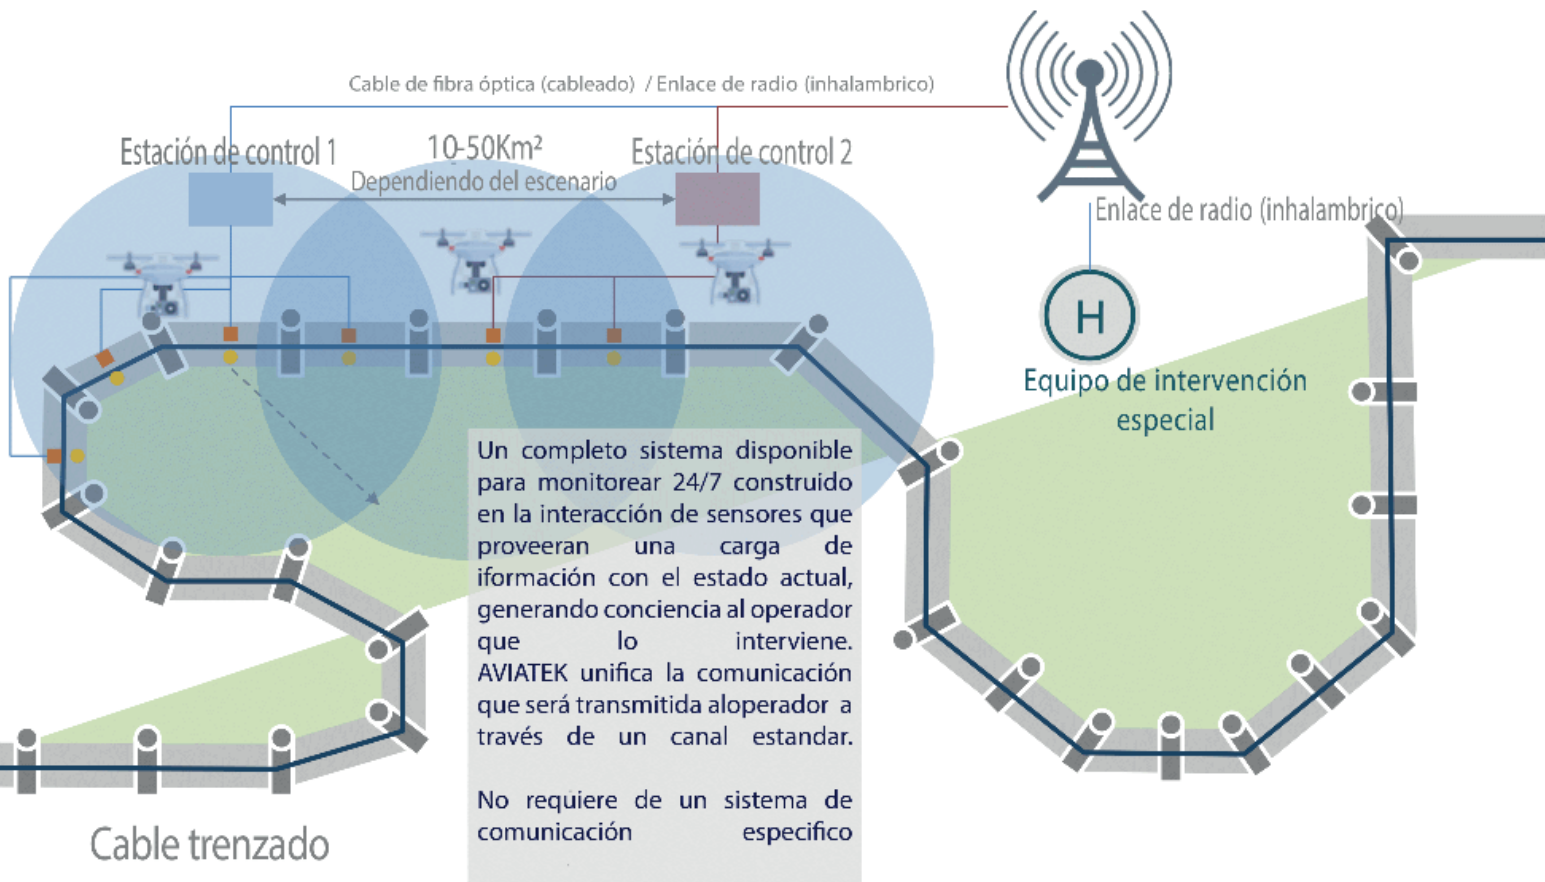 Cable de fibra óptica (cableado) / Enlace de radio (inhalambrico)
Estación de control 1
10-50Km²
Estación de control 2
Dependiendo del escenario
Enlace de radio (inhalambrico)
H
Equipo de intervención
especial
Un completo sistema disponible
para monitorear 24/7 construido
en la interacción de sensores que
proveeran una carga de
iformación con el estado actual,
generando conciencia al operador
que lo interviene.
AVIATEK unifica la comunicación
que será transmitida aloperador a
través de un canal estandar.
No requiere de un sistema de
comunicación especifico
Cable trenzado